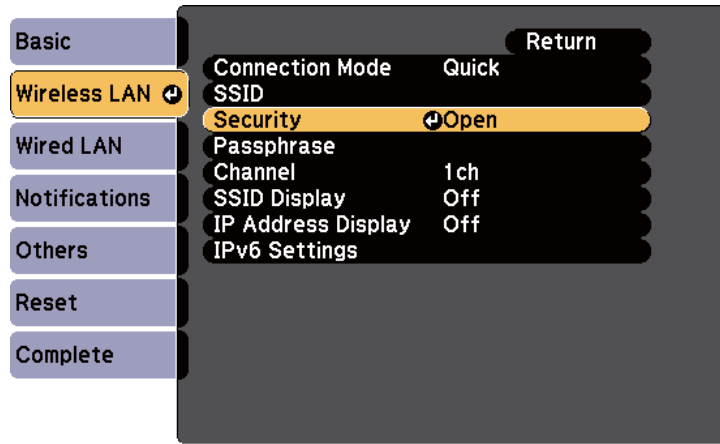 Basic
Wireless LAN
Wired LAN
Notifications
Others
Reset
Complete
Return
Connection Mode Quick
SSID
Security Open
Passphrase
Channel 1ch
SSID Display Off
IP Address Display Off
IPv6 Settings